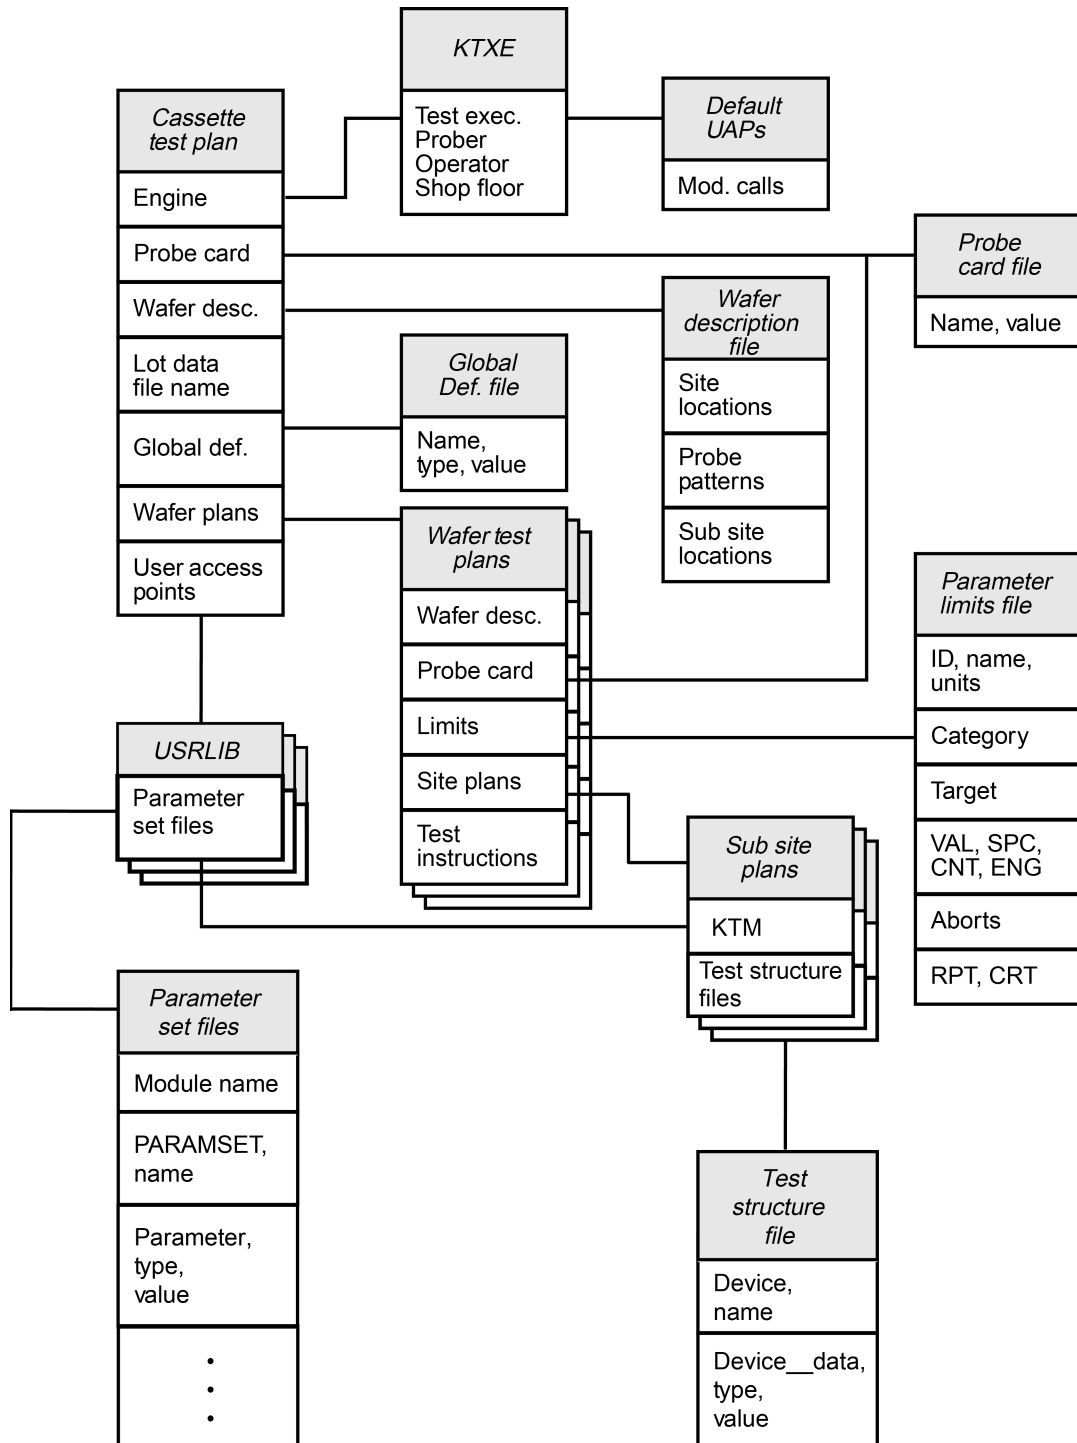 KTXE
Test exec.
Prober
Operator
Shop floor
Default
UAPs
Mod. calls
Cassette
test plan
Engine
Probe card
Wafer desc.
Lot data
file name
Global def.
Wafer plans
User access
points
Probe
card file
Name, value
Wafer
description
file
Site
locations
Probe
patterns
Sub site
locations
Global
Def. file
Name,
type, value
Wafer test
plans
Wafer desc.
Probe card
Limits
Site plans
Test
instructions
Parameter
limits file
ID, name,
units
Category
Target
VAL, SPC,
CNT, ENG
Aborts
RPT, CRT
USRLIB
Parameter
set files
Sub site
plans
KTM
Test structure
files
Parameter
set files
Module name
PARAMSET,
name
Parameter,
type,
value
Test
structure
file
Device,
name
Device__data,
type,
value